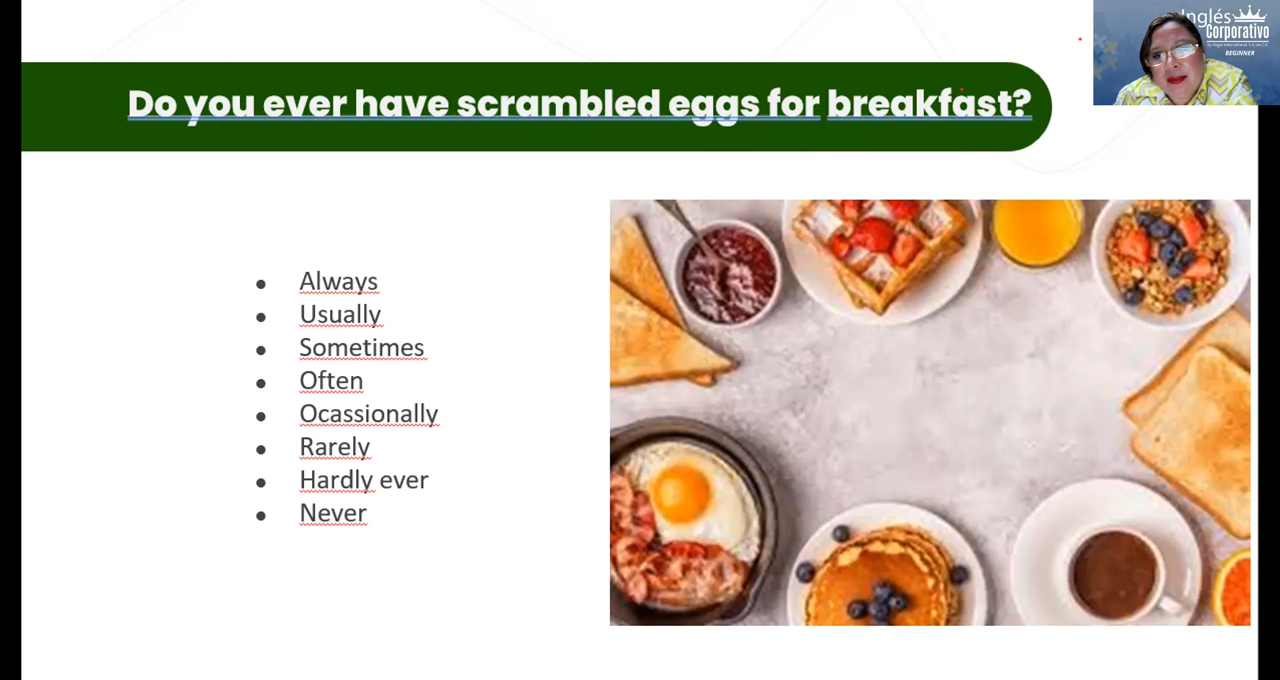 Do you ever have scrambled eggs for breakfast?
Inglés
Corporativo
BEGINNER
Always
Usually
Sometimes
Often
Ocassionally
Rarely
Hardly ever
Never